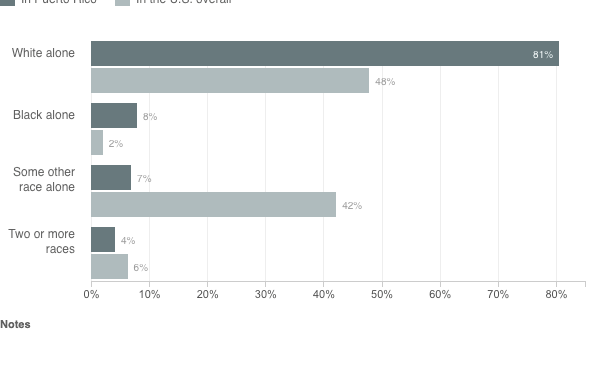 In Puerto Rico
In the U.S. overall
White alone
81%
48%
Black alone
8%
2%
Some other
race alone
7%
42%
Two or more
races
4%
6%
0%
10%
20%
30%
40%
50%
60%
70%
80%
Notes